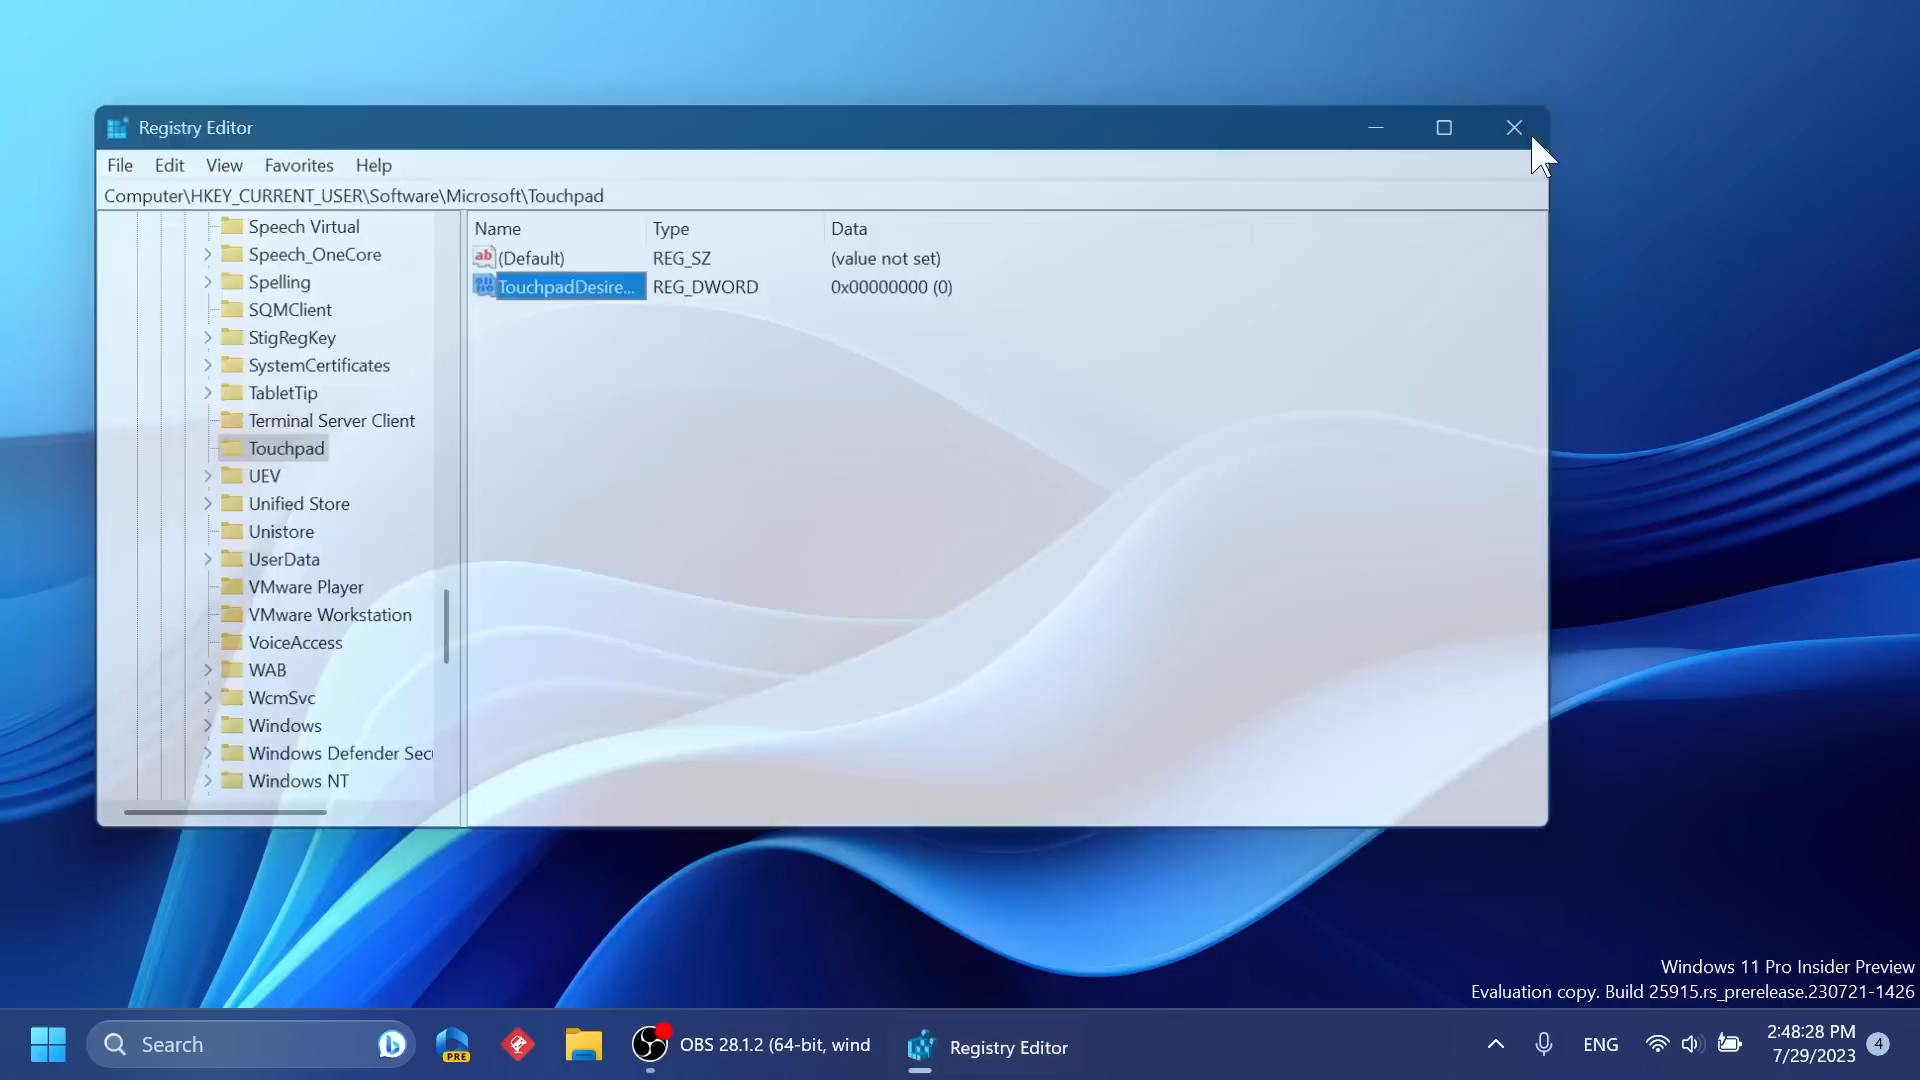 Registry Editor
File Edit View Favorites Help
Computer\HKEY_CURRENT_USER\Software\Microsoft\Touchpad
Speech Virtual
Speech_OneCore
Spelling
SQMClient
StigRegKey
SystemCertificates
TabletTip
Terminal Server Client
Touchpad
UEV
Unified Store
Unistore
UserData
VMware Player
VMware Workstation
VoiceAccess
WAB
WcmSvc
Windows
Windows Defender Sec
Windows NT
Name Type Data
ab (Default) REG_SZ (value not set)
TouchpadDesire... REG_DWORD 0x00000000 (0)
Windows 11 Pro Insider Preview
Evaluation copy. Build 25915.rs_prerelease.230721-1426
Search PRE OBS 28.1.2 (64-bit, wind Registry Editor ENG 2:48:28 PM 4
7/29/2023